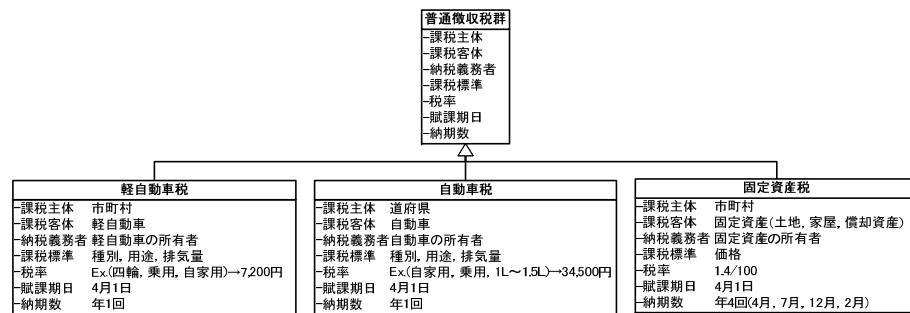 普通徴収税群
-課税主体
-課税客体
-納税義務者
-課税標準
-税率
-賦課期日
-納期数
軽自動車税
-課税主体 市町村
-課税客体 軽自動車
-納税義務者 軽自動車の所有者
-課税標準 種別, 用途, 排気量
-税率 Ex.(四輪, 乗用, 自家用)→7,200円
-賦課期日 4月1日
-納期数 年1回
自動車税
-課税主体 道府県
-課税客体 自動車
-納税義務者 自動車の所有者
-課税標準 種別, 用途, 排気量
-税率 Ex.(自家用, 乗用, 1L～1.5L)→34,500円
-賦課期日 4月1日
-納期数 年1回
固定資産税
-課税主体 市町村
-課税客体 固定資産(土地, 家屋, 償却資産)
-納税義務者 固定資産の所有者
-課税標準 価格
-税率 1.4/100
-賦課期日 4月1日
-納期数 年4回(4月, 7月, 12月, 2月)